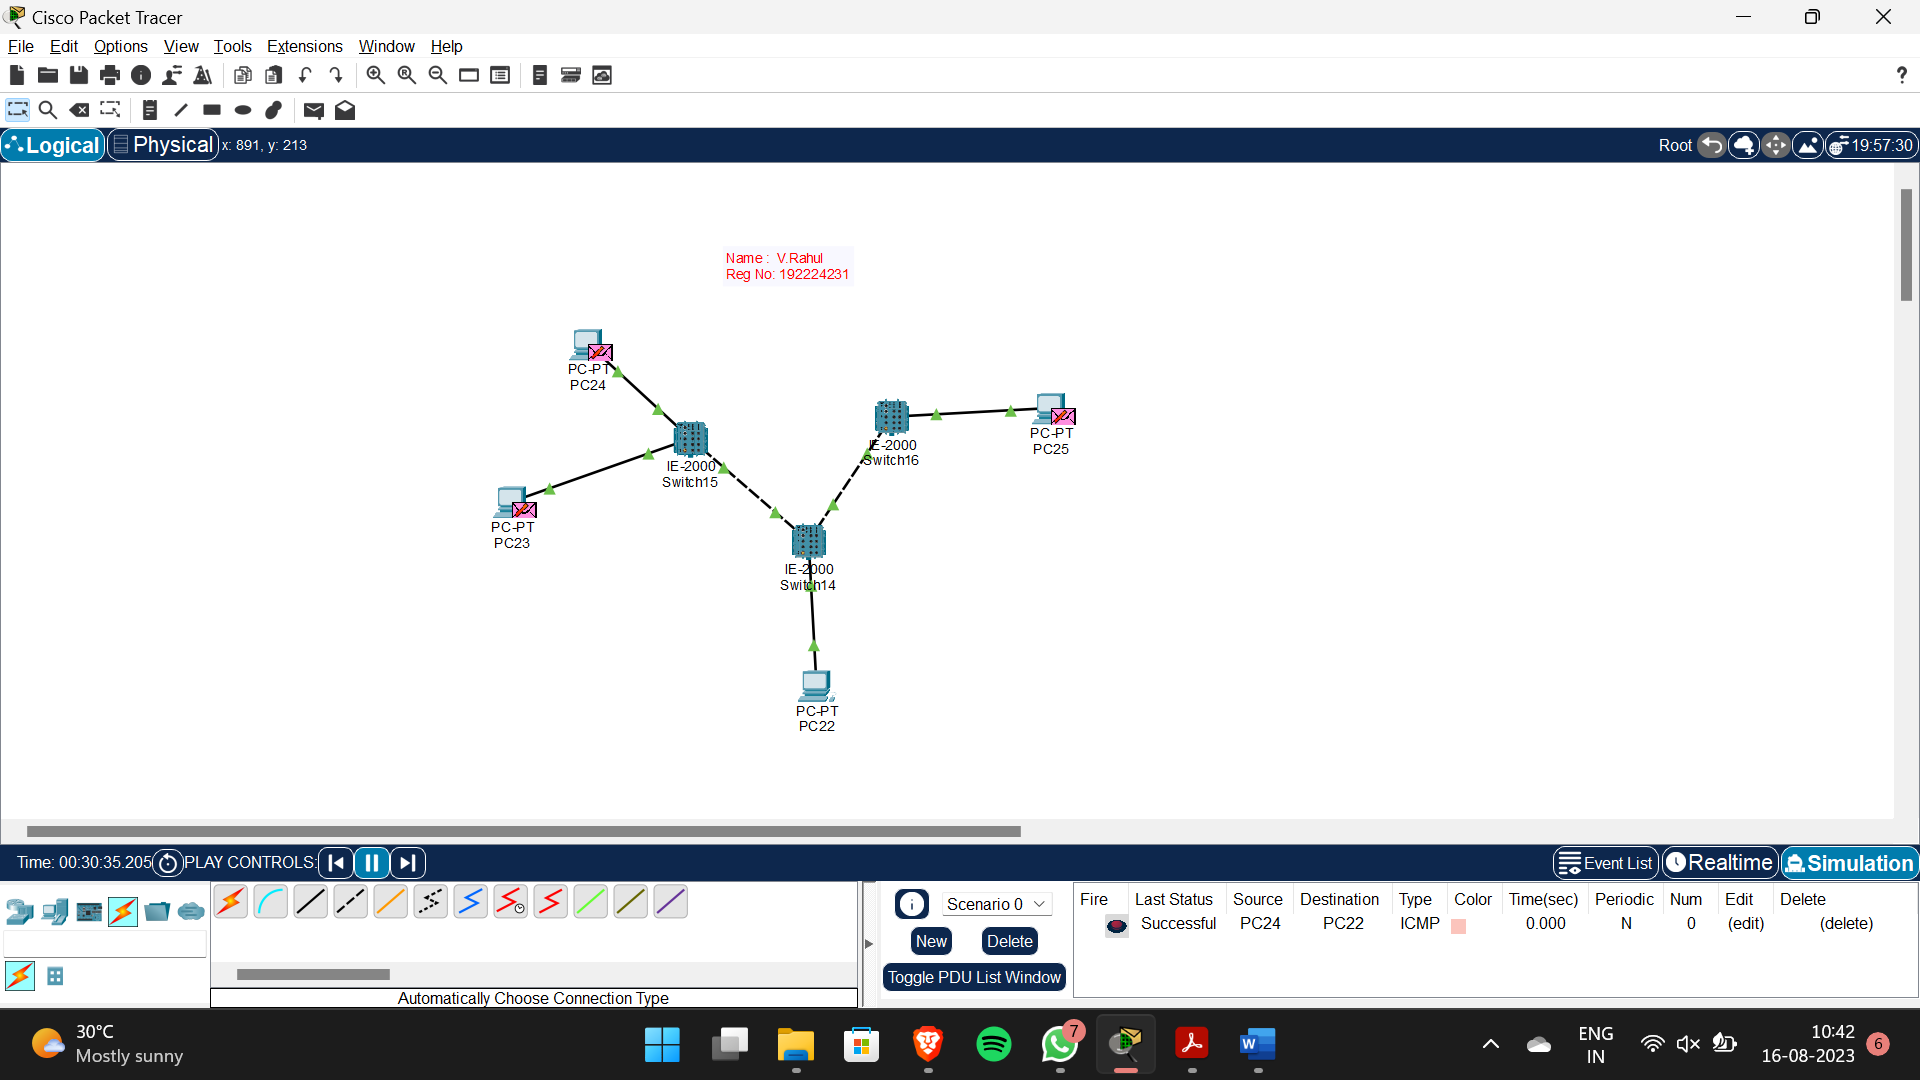 Cisco Packet Tracer
File Edit Options View Tools Extensions Window Help
?
Logical Physical x: 891, y: 213 Root 19:57:30
Name : V.Rahul
Reg No: 192224231
PC-PT
PC24
IE-2000
Switch15
IE-2000
Switch16
PC-PT
PC25
PC-PT
PC23
IE-2000
Switch14
PC-PT
PC22
Time: 00:30:35.205 PLAY CONTROLS: Event List Realtime Simulation
Scenario 0
New Delete
Toggle PDU List Window
Fire Last Status Source Destination Type Color Time(sec) Periodic Num Edit Delete
Successful PC24 PC22 ICMP 0.000 N 0 (edit) (delete)
Automatically Choose Connection Type
30°C
Mostly sunny
7
W
ENG
IN
10:42
16-08-2023
6